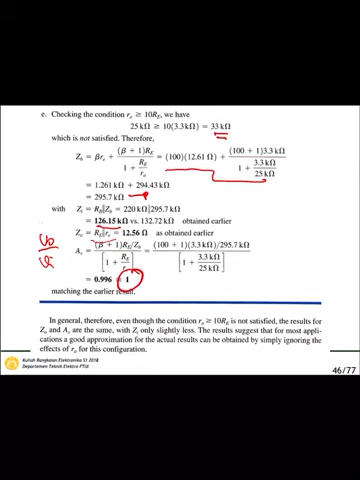 e. Checking the condition r_o ≥ 10R_E, we have
25 kΩ ≥ 10(3.3 kΩ) = 33 kΩ
which is not satisfied. Therefore,
Z_b = βr_e + (β + 1)R_E / (1 + R_E/r_o) = (100)(12.61 Ω) + (100 + 1)3.3 kΩ / (1 + 3.3 kΩ/25 kΩ)
= 1.261 kΩ + 294.43 kΩ
= 295.7 kΩ
with Z_i = R_B∥Z_b = 220 kΩ∥295.7 kΩ
= 126.15 kΩ vs. 132.72 kΩ obtained earlier
Z_o = R_E∥r_e = 12.56 Ω as obtained earlier
A_v = (β + 1)R_E/Z_b / [1 + R_E/r_o] = (100 + 1)(3.3 kΩ)/295.7 kΩ / [1 + 3.3 kΩ/25 kΩ]
= 0.996 ≅ 1
matching the earlier result.
In general, therefore, even though the condition r_o ≥ 10R_E is not satisfied, the results for
Z_o and A_v are the same, with Z_i only slightly less. The results suggest that for most appli-
cations a good approximation for the actual results can be obtained by simply ignoring the
effects of r_o for this configuration.
Kuliah Rangkaian Elektronika S1 2018
Departemen Teknik Elektro FTUI
46/77